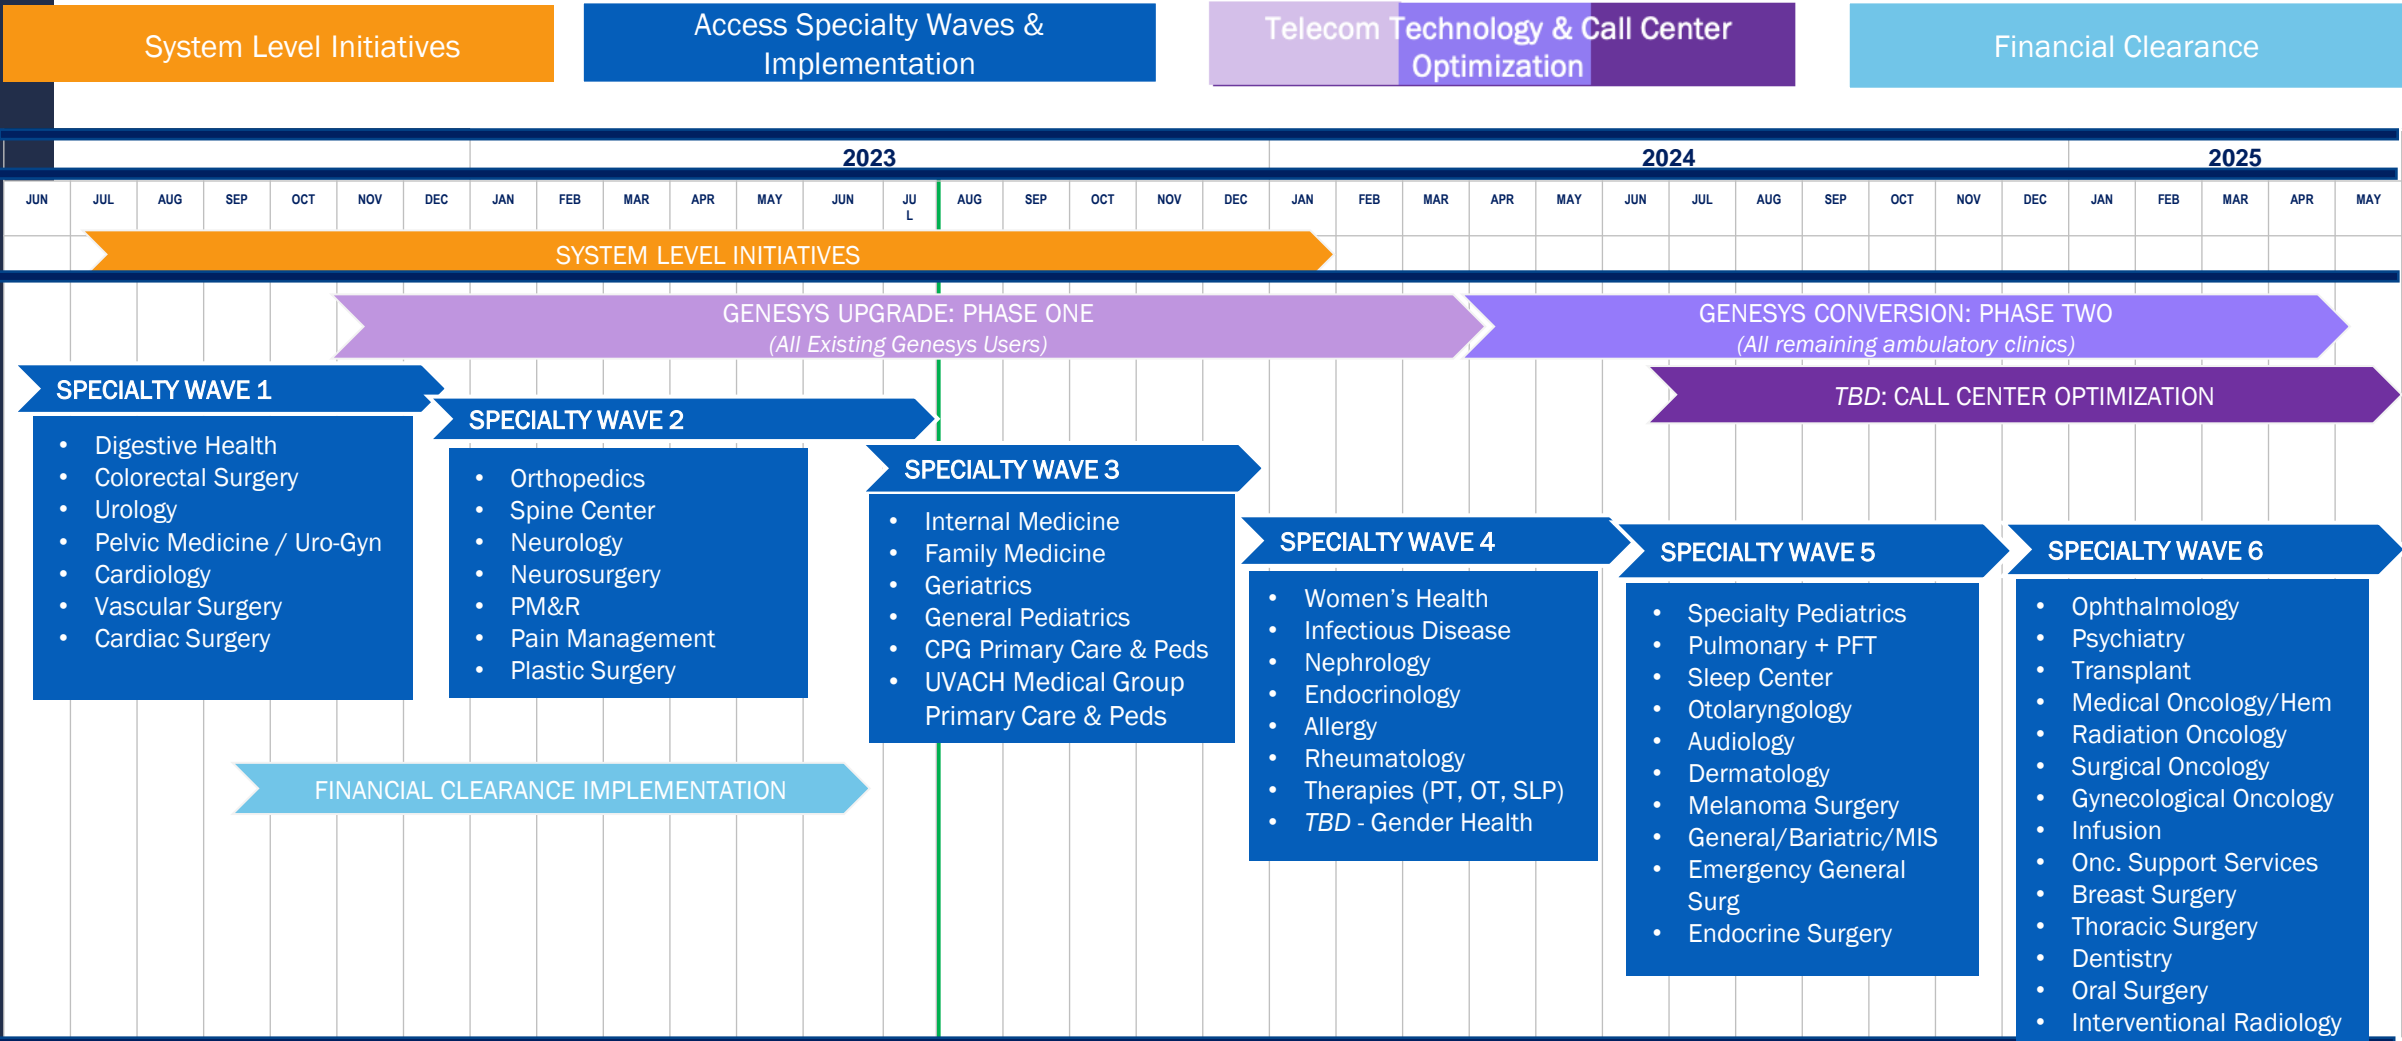 System Level Initiatives
Access Specialty Waves &
Implementation
Telecom Technology & Call Center
Optimization
Financial Clearance
2023
2024
2025
JUN JUL AUG SEP OCT NOV DEC JAN FEB MAR APR MAY JUN JU AUG SEP OCT NOV DEC JAN FEB MAR APR MAY JUN JUL AUG SEP OCT NOV DEC JAN FEB MAR APR MAY
L
SYSTEM LEVEL INITIATIVES
GENESYS UPGRADE: PHASE ONE
(All Existing Genesys Users)
GENESYS CONVERSION: PHASE TWO
(All remaining ambulatory clinics)
TBD: CALL CENTER OPTIMIZATION
SPECIALTY WAVE 1
• Digestive Health
• Colorectal Surgery
• Urology
• Pelvic Medicine / Uro-Gyn
• Cardiology
• Vascular Surgery
• Cardiac Surgery
SPECIALTY WAVE 2
• Orthopedics
• Spine Center
• Neurology
• Neurosurgery
• PM&R
• Pain Management
• Plastic Surgery
SPECIALTY WAVE 3
• Internal Medicine
• Family Medicine
• Geriatrics
• General Pediatrics
• CPG Primary Care & Peds
• UVACH Medical Group
Primary Care & Peds
SPECIALTY WAVE 4
• Women’s Health
• Infectious Disease
• Nephrology
• Endocrinology
• Allergy
• Rheumatology
• Therapies (PT, OT, SLP)
• TBD - Gender Health
SPECIALTY WAVE 5
• Specialty Pediatrics
• Pulmonary + PFT
• Sleep Center
• Otolaryngology
• Audiology
• Dermatology
• Melanoma Surgery
• General/Bariatric/MIS
• Emergency General
Surg
• Endocrine Surgery
SPECIALTY WAVE 6
• Ophthalmology
• Psychiatry
• Transplant
• Medical Oncology/Hem
• Radiation Oncology
• Surgical Oncology
• Gynecological Oncology
• Infusion
• Onc. Support Services
• Breast Surgery
• Thoracic Surgery
• Dentistry
• Oral Surgery
• Interventional Radiology
FINANCIAL CLEARANCE IMPLEMENTATION